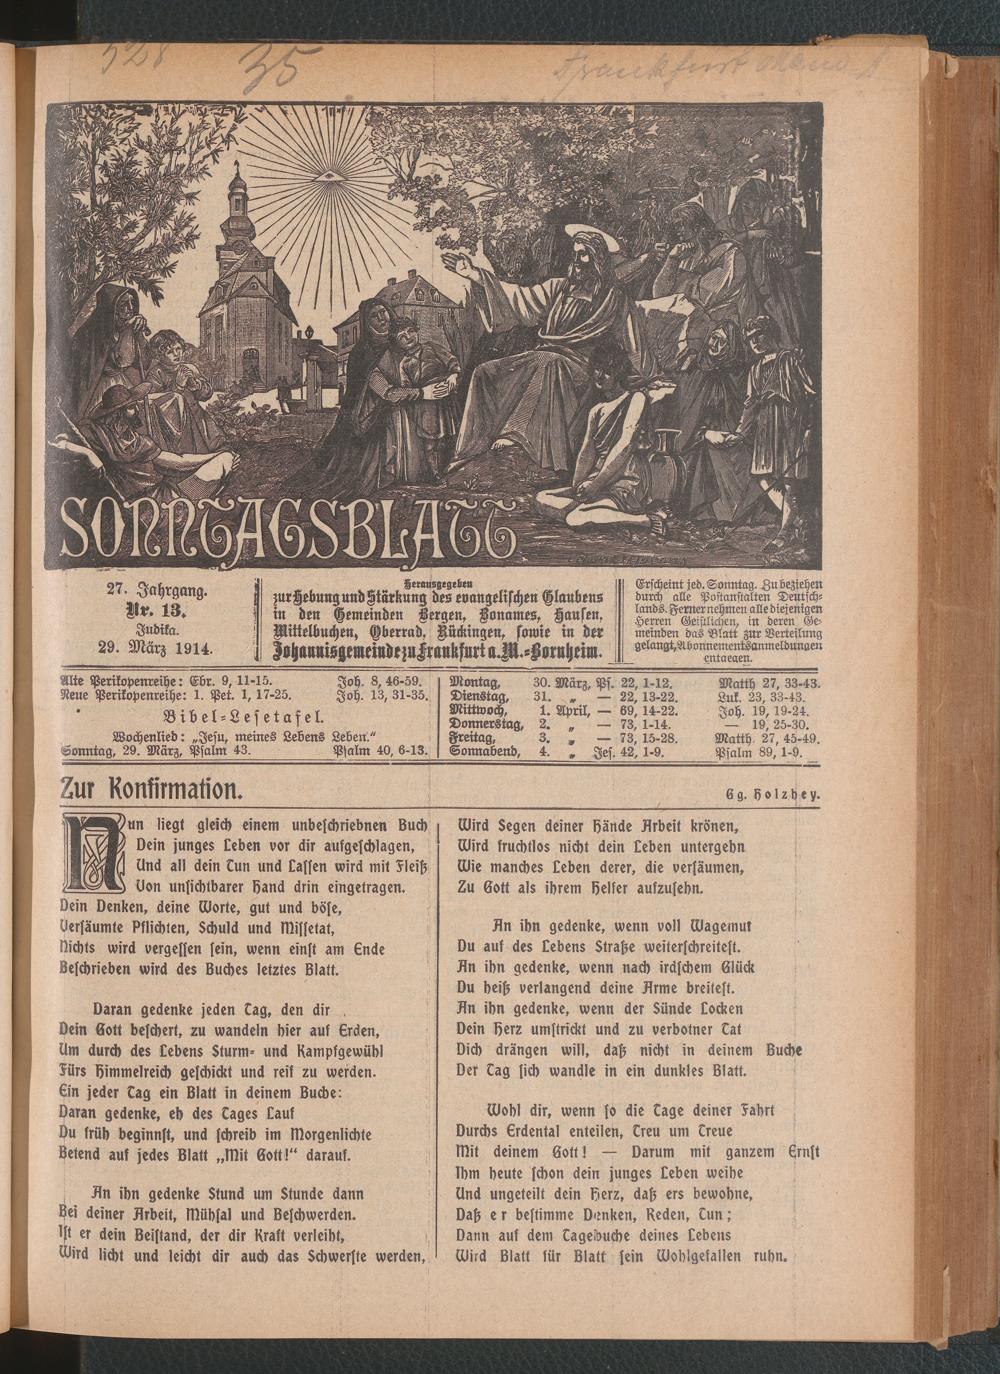 528 35 Frankfurt
SONNTAGSBLATT
27. Jahrgang.
Nr. 13.
Judika.
29. März 1914.
Herausgegeben
zur Hebung und Stärkung des evangelischen Glaubens
in den Gemeinden Bergen, Bonames, Hausen,
Mittelbuchen, Oberrad, Rückingen, sowie in der
Johannisgemeinde zu Frankfurt a. M.-Bornheim.
Erscheint jed. Sonntag. Zu beziehen
durch alle Postanstalten Deutsch-
lands. Ferner nehmen alle diejenigen
Herren Geistlichen, in deren Ge-
meinden das Blatt zur Verteilung
gelangt, Abonnementsanmeldungen
entgegen.
Alte Perikopenreihe: Ebr. 9, 11-15. Joh. 8, 46-59.
Neue Perikopenreihe: 1. Pet. 1, 17-25. Joh. 13, 31-35.
Bibel-Lesetafel.
Wochenlied: „Jesu, meines Lebens Leben.“
Sonntag, 29. März, Psalm 43. Psalm 40, 6-13.
Montag, 30. März, Ps. 22, 1-12. Matth 27, 33-43.
Dienstag, 31. „ — 22, 13-22. Luk. 23, 33-43.
Mittwoch, 1. April, — 69, 14-22. Joh. 19, 19-24.
Donnerstag, 2. „ — 73, 1-14. — 19, 25-30.
Freitag, 3. „ — 73, 15-28. Matth. 27, 45-49.
Sonnabend, 4. „ Jes. 42, 1-9. Psalm 89, 1-9.
Zur Konfirmation.
Gg. Holzhey.
Nun liegt gleich einem unbeschriebnen Buch
Dein junges Leben vor dir aufgeschlagen,
Und all dein Tun und Lassen wird mit Fleiß
Von unsichtbarer Hand drin eingetragen.
Dein Denken, deine Worte, gut und böse,
Versäumte Pflichten, Schuld und Missetat,
Nichts wird vergessen sein, wenn einst am Ende
Beschrieben wird des Buches letztes Blatt.
Daran gedenke jeden Tag, den dir
Dein Gott beschert, zu wandeln hier auf Erden,
Um durch des Lebens Sturm- und Kampfgewühl
Fürs Himmelreich geschickt und reif zu werden.
Ein jeder Tag ein Blatt in deinem Buche:
Daran gedenke, eh des Tages Lauf
Du früh beginnst, und schreib im Morgenlichte
Betend auf jedes Blatt „Mit Gott!“ darauf.
An ihn gedenke Stund um Stunde dann
Bei deiner Arbeit, Mühsal und Beschwerden.
Ist er dein Beistand, der dir Kraft verleiht,
Wird licht und leicht dir auch das Schwerste werden,
Wird Segen deiner Hände Arbeit krönen,
Wird fruchtlos nicht dein Leben untergehn
Wie manches Leben derer, die versäumen,
Zu Gott als ihrem Helfer aufzusehn.
An ihn gedenke, wenn voll Wagemut
Du auf des Lebens Straße weiterschreitest.
An ihn gedenke, wenn nach irdschem Glück
Du heiß verlangend deine Arme breitest.
An ihn gedenke, wenn der Sünde Locken
Dein Herz umstrickt und zu verbotner Tat
Dich drängen will, daß nicht in deinem Buche
Der Tag sich wandle in ein dunkles Blatt.
Wohl dir, wenn so die Tage deiner Fahrt
Durchs Erdental enteilen, Treu um Treue
Mit deinem Gott! — Darum mit ganzem Ernst
Ihm heute schon dein junges Leben weihe
Und ungeteilt dein Herz, daß ers bewohne,
Daß er bestimme Denken, Reden, Tun;
Dann auf dem Tagebuche deines Lebens
Wird Blatt für Blatt sein Wohlgefallen ruhn.